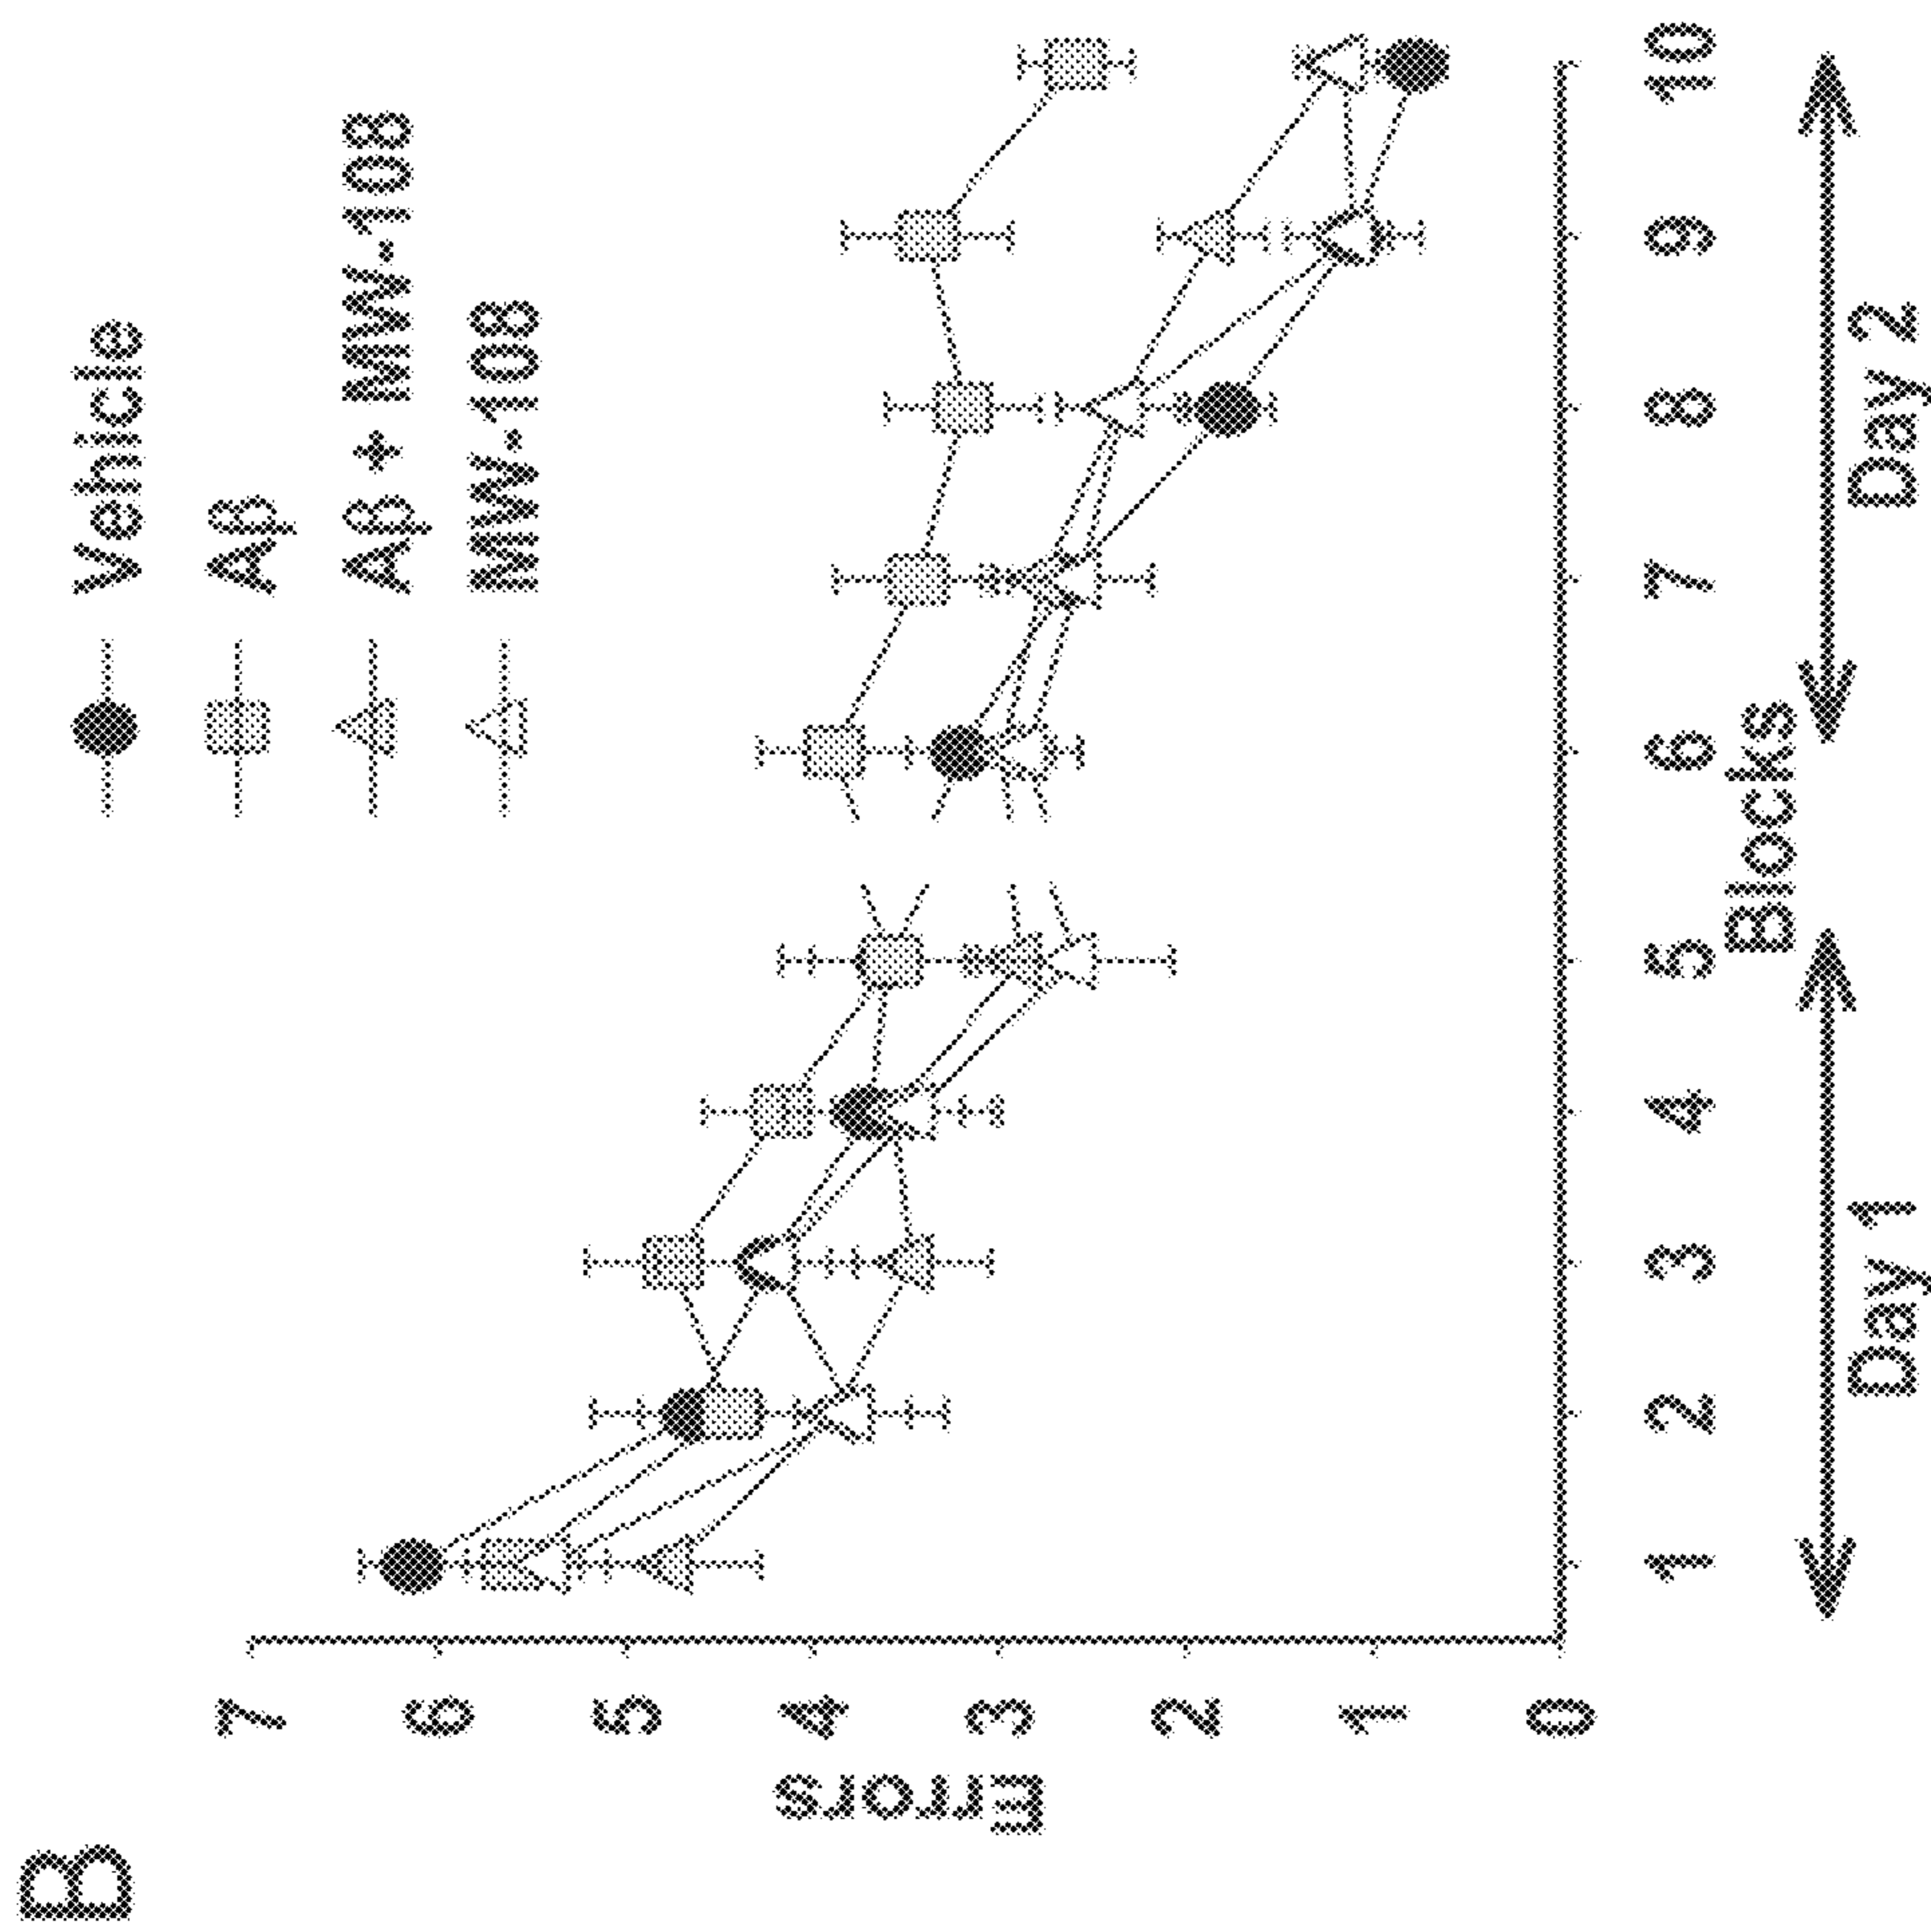 B
Vehicle
Aβ
Aβ + MW-108
MW-108
Errors
7
6
5
4
3
2
1
0
1 2 3 4 5 6 7 8 9 10
Blocks
Day 1 Day 2